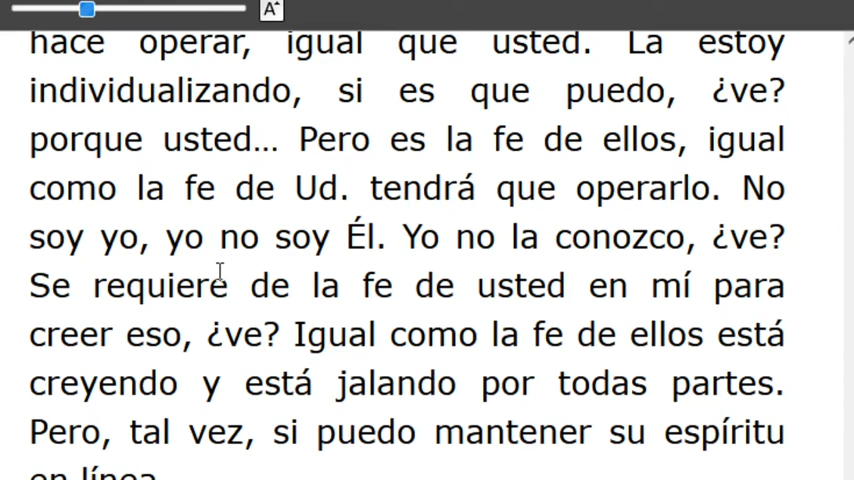 A
hace operar, igual que usted. La estoy
individualizando, si es que puedo, ¿ve?
porque usted... Pero es la fe de ellos, igual
como la fe de Ud. tendrá que operarlo. No
soy yo, yo no soy Él. Yo no la conozco, ¿ve?
Se requiere de la fe de usted en mí para
creer eso, ¿ve? Igual como la fe de ellos está
creyendo y está jalando por todas partes.
Pero, tal vez, si puedo mantener su espíritu
en línea